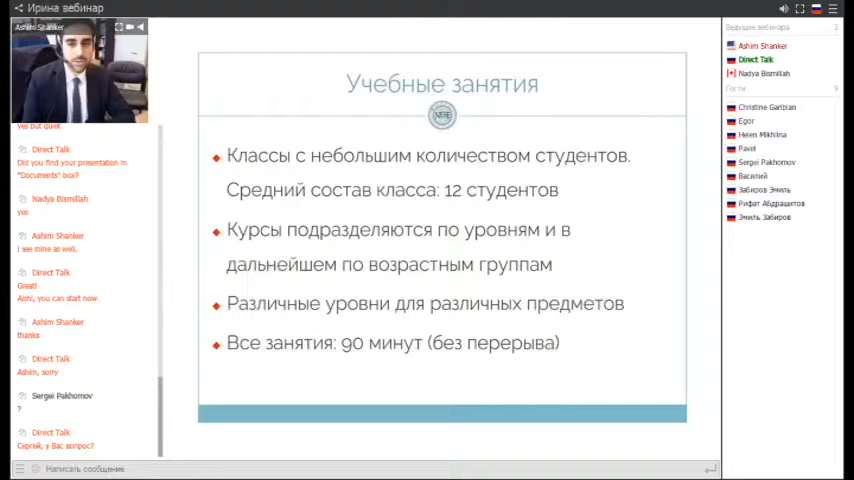 Ирина вебинар
Ashim Shanker
yes but quiet
Direct Talk
Did you find your presentation in
"Documents" box?
Nadya Bismillah
yes
Ashim Shanker
I see mine as well.
Direct Talk
Great!
Aishi, you can start now
Ashim Shanker
thanks
Direct Talk
Ashim, sorry
Sergei Pakhomov
?
Direct Talk
Сергей, у Вас вопрос?
Написать сообщение
Учебные занятия
Классы с небольшим количеством студентов.
Средний состав класса: 12 студентов
Курсы подразделяются по уровням и в
дальнейшем по возрастным группам
Различные уровни для различных предметов
Все занятия: 90 минут (без перерыва)
Ведущие вебинара 3
Ashim Shanker
Direct Talk
Nadya Bismillah
Гости 9
Christine Garibian
Egor
Helen Mikhlina
Pavel
Sergei Pakhomov
Василий
Забиров Эмиль
Рифат Абдрашитов
Эмиль Забиров